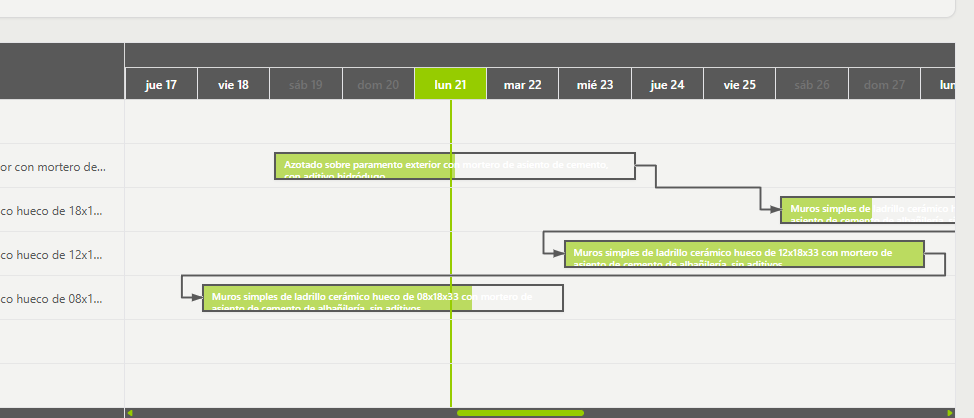 jue 17 vie 18 sáb 19 dom 20 lun 21 mar 22 mié 23 jue 24 vie 25 sáb 26 dom 27 lun
or con mortero de...
Azotado sobre paramento exterior con mortero de asiento de cemento
con aditivo hidrófugo
co hueco de 18x1...
Muros simples de ladrillo cerámico
asiento de cemento de albañilería
co hueco de 12x1...
Muros simples de ladrillo cerámico hueco de 12x18x33 con mortero de
asiento de cemento de albañilería, sin aditivos
co hueco de 08x1...
Muros simples de ladrillo cerámico hueco de 08x18x33 con mortero de
asiento de cemento de albañilería, sin aditivos